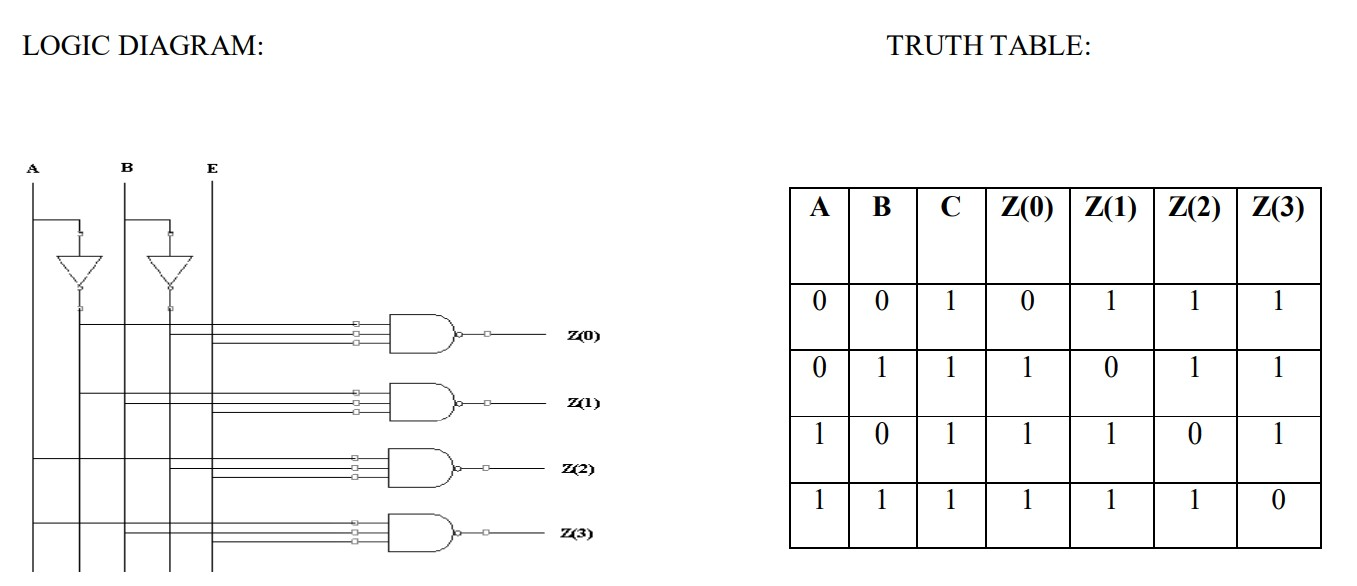 LOGIC DIAGRAM:
TRUTH TABLE:
A B E
Z(0)
Z(1)
Z(2)
Z(3)
A B C Z(0) Z(1) Z(2) Z(3)
0 0 1 0 1 1 1
0 1 1 1 0 1 1
1 0 1 1 1 0 1
1 1 1 1 1 1 0